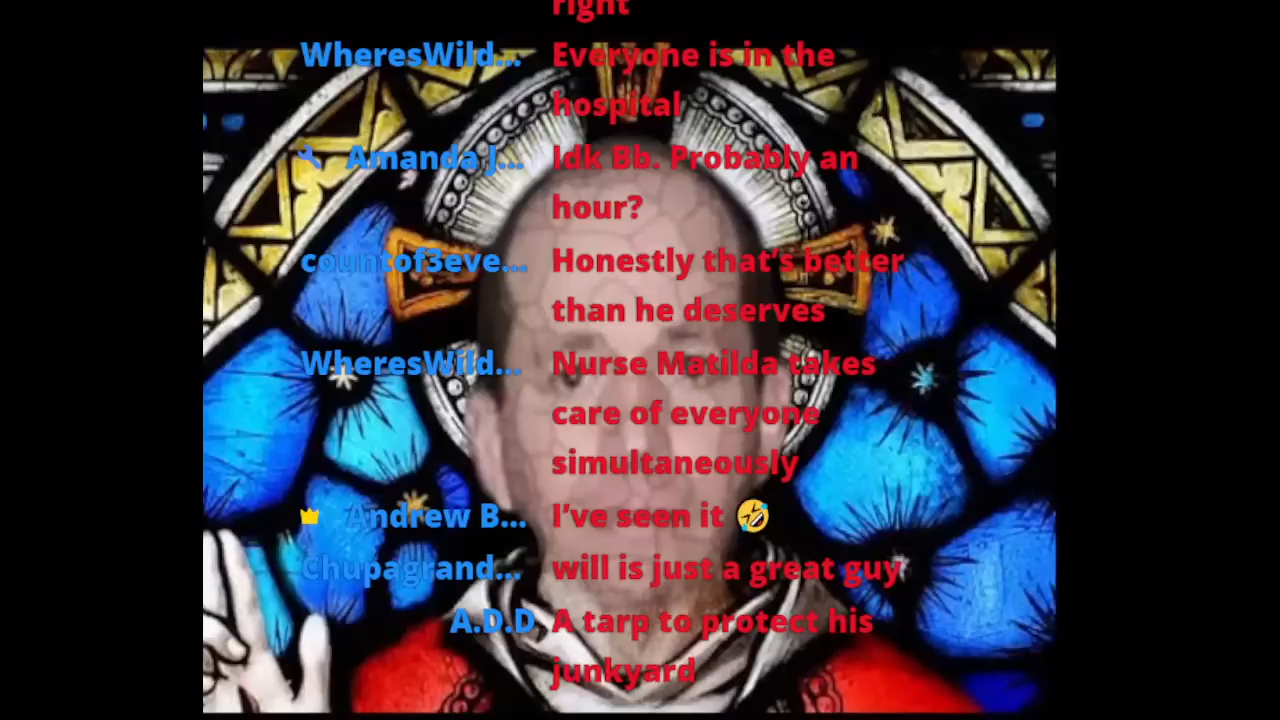 right
WheresWild... Everyone is in the
hospital
Amanda J... Idk Bb. Probably an
hour?
countof3eve... Honestly that's better
than he deserves
WheresWild... Nurse Matilda takes
care of everyone
simultaneously
Andrew B... I've seen it 🤣
Chupagrand... will is just a great guy
A.D.D A tarp to protect his
junkyard